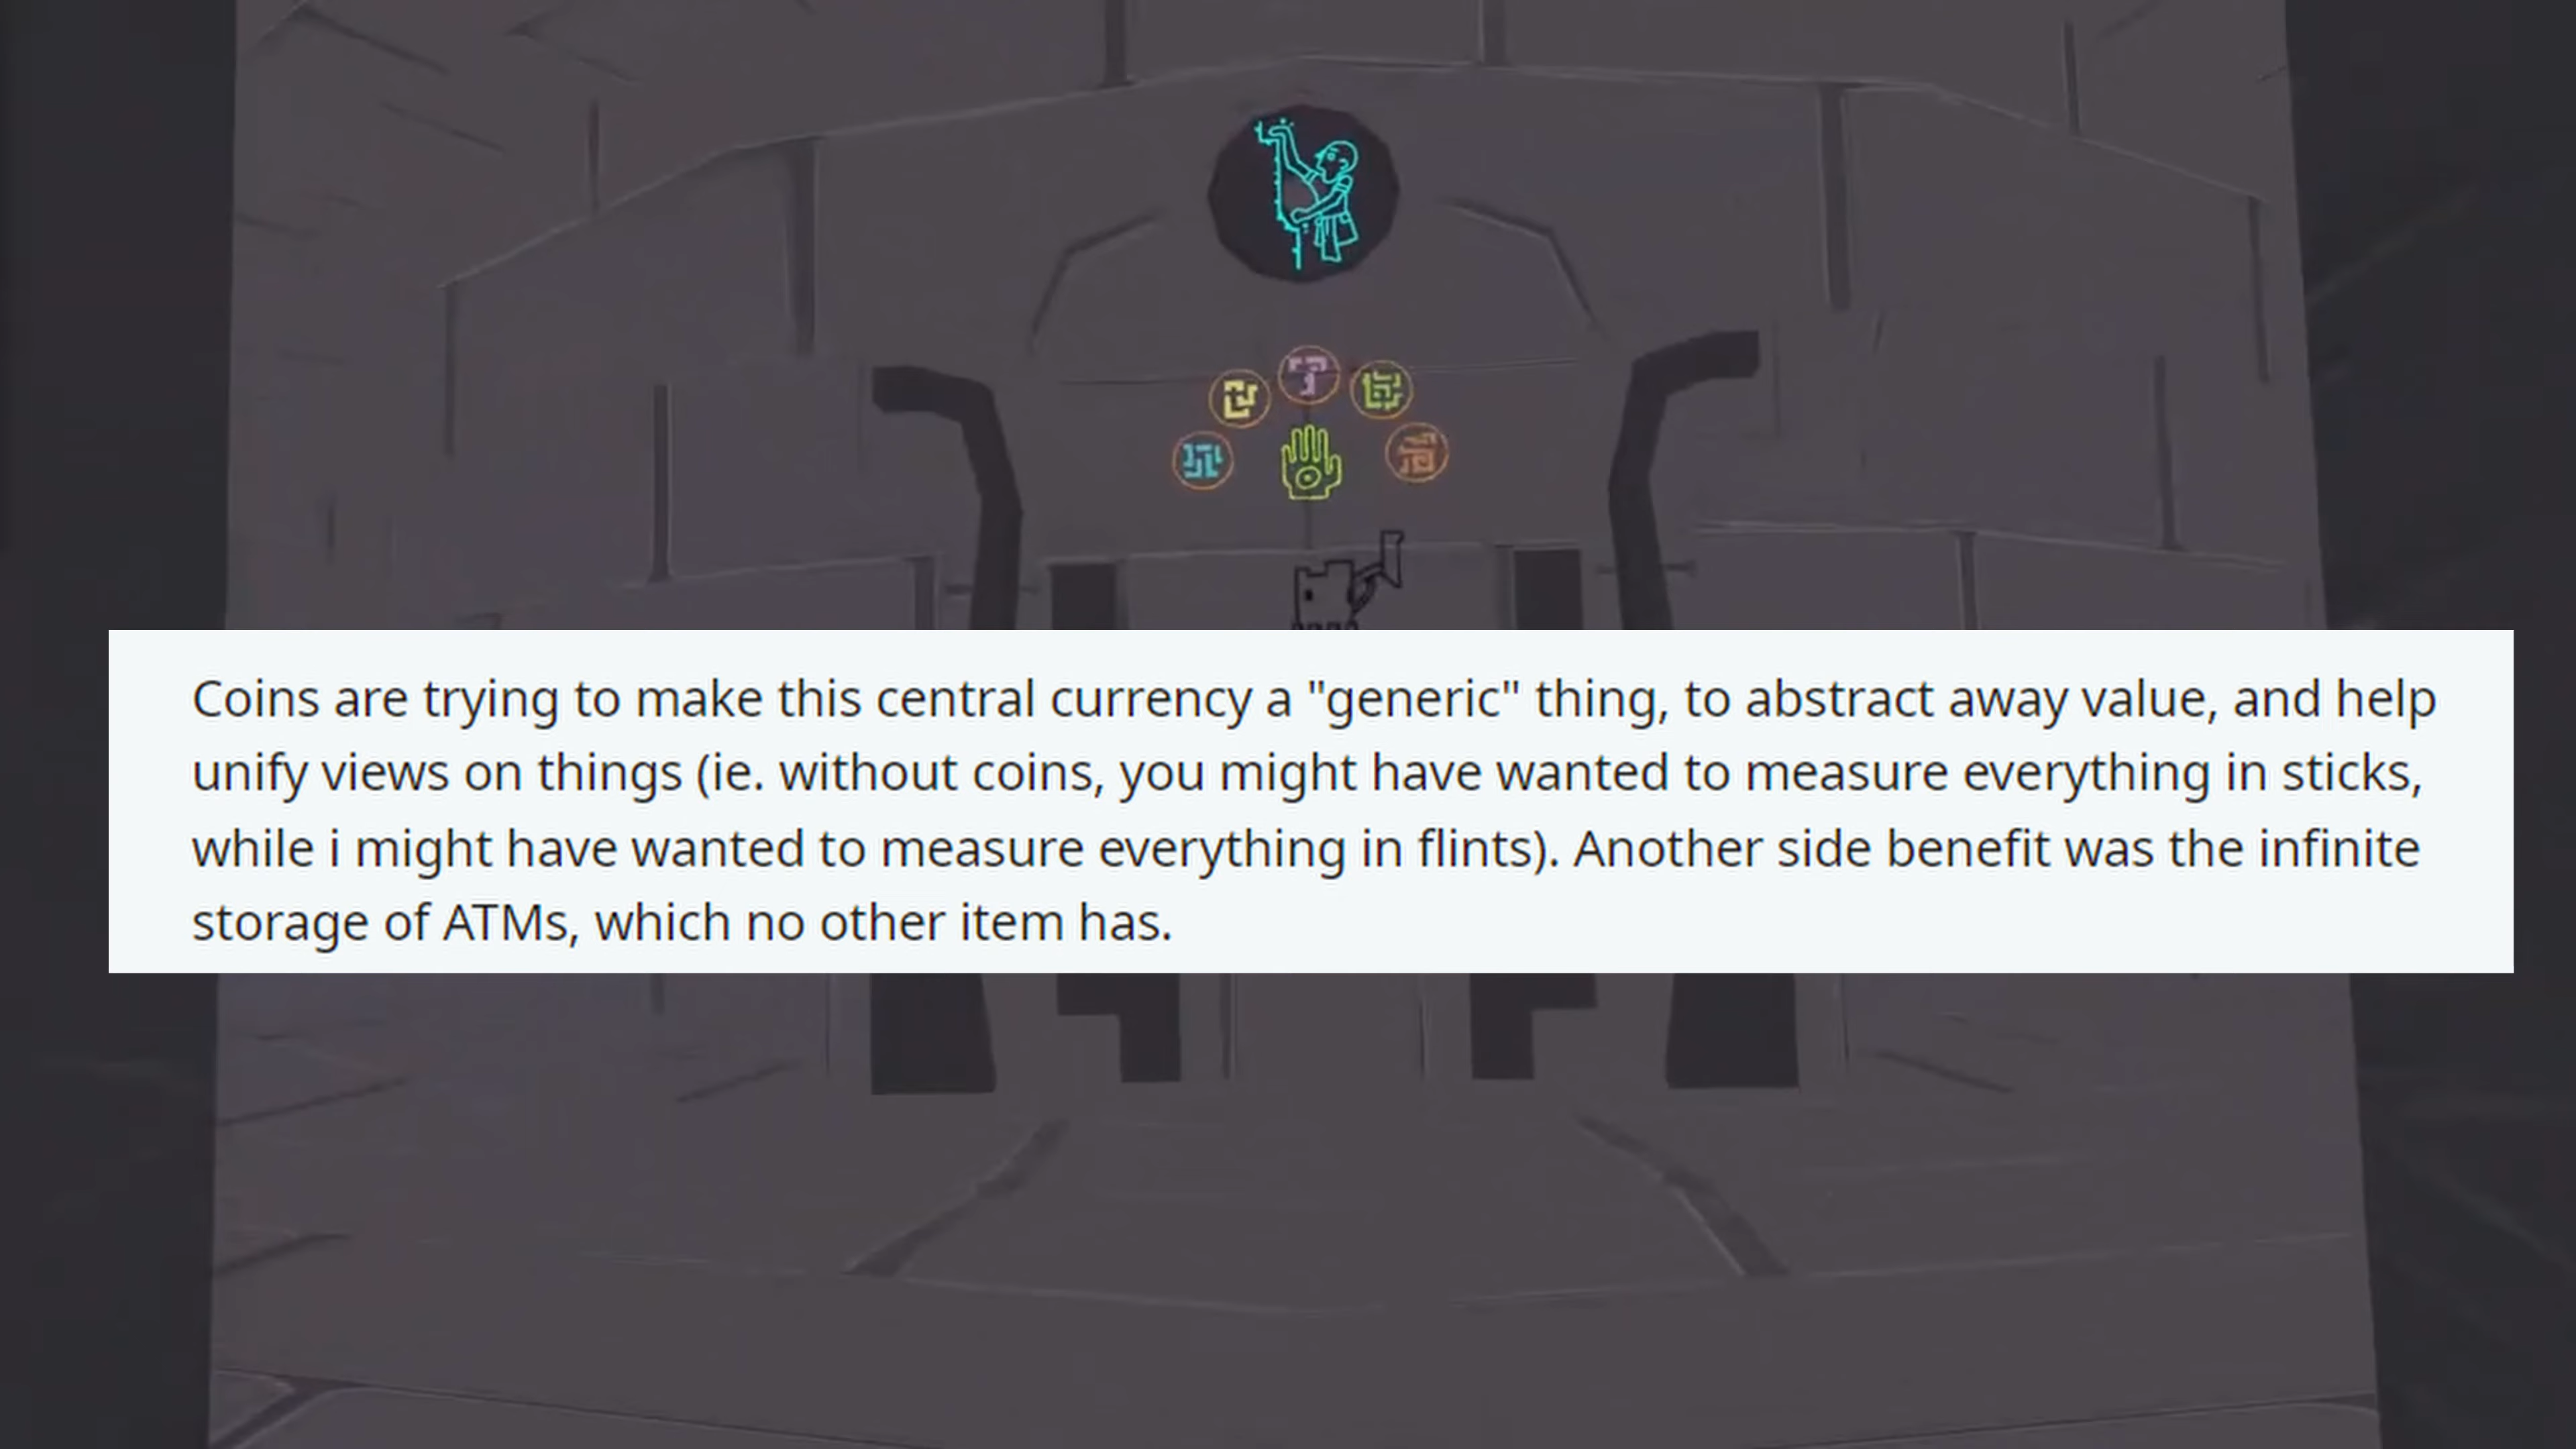 Coins are trying to make this central currency a "generic" thing, to abstract away value, and help
unify views on things (ie. without coins, you might have wanted to measure everything in sticks,
while i might have wanted to measure everything in flints). Another side benefit was the infinite
storage of ATMs, which no other item has.